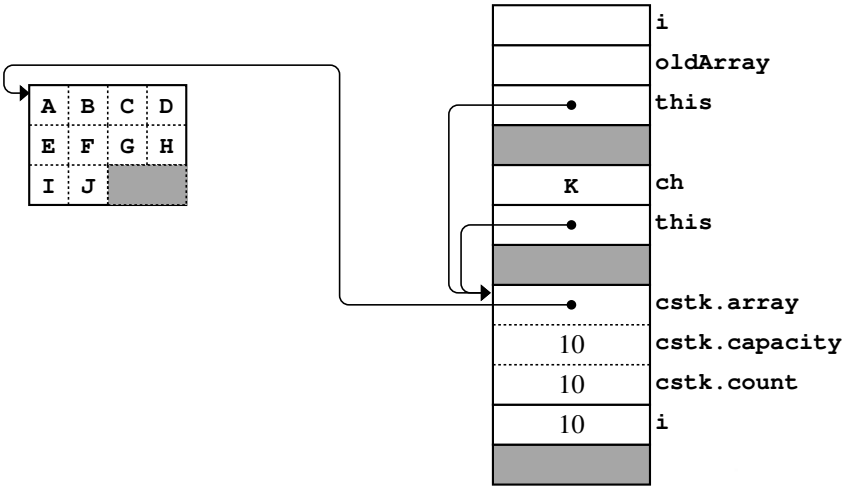 A B C D
E F G H
I J
i
oldArray
this
K ch
this
cstk.array
10 cstk.capacity
10 cstk.count
10 i